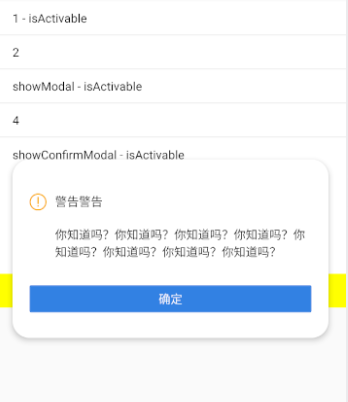 1 - isActivable
2
showModal - isActivable
4
showConfirmModal - isActivable
警告警告
你知道吗？你知道吗？你知道吗？你知道吗？你
知道吗？你知道吗？你知道吗？你知道吗？
确定